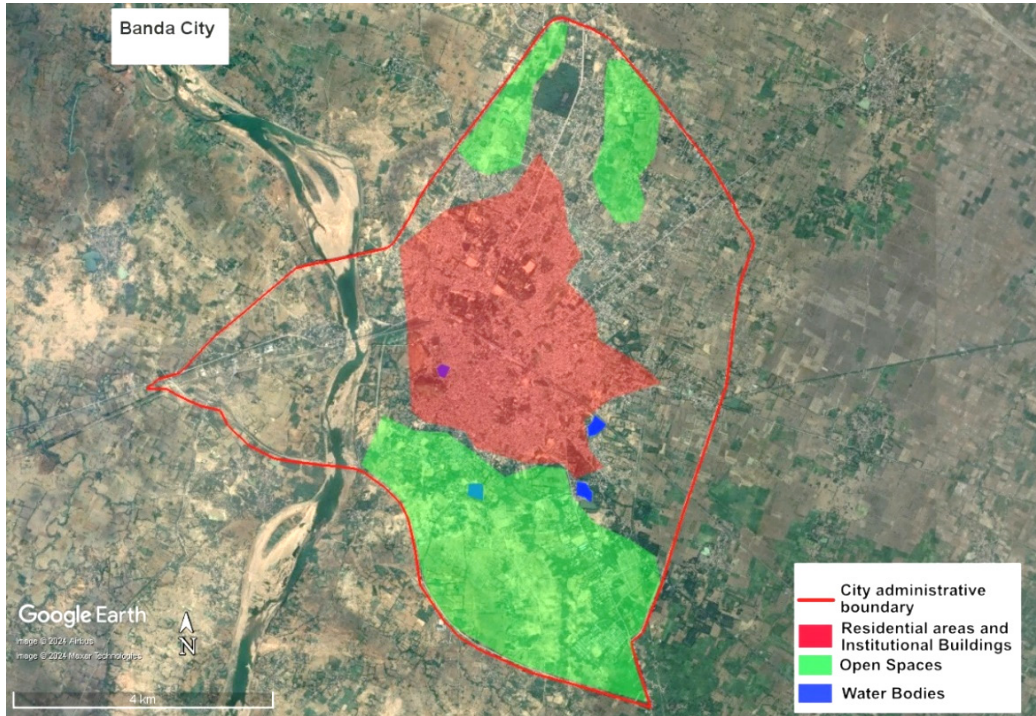 Banda City
Google Earth
Image © 2024 Airbus
Image © 2024 Maxar Technologies
N
4 km
City administrative
boundary
Residential areas and
Institutional Buildings
Open Spaces
Water Bodies